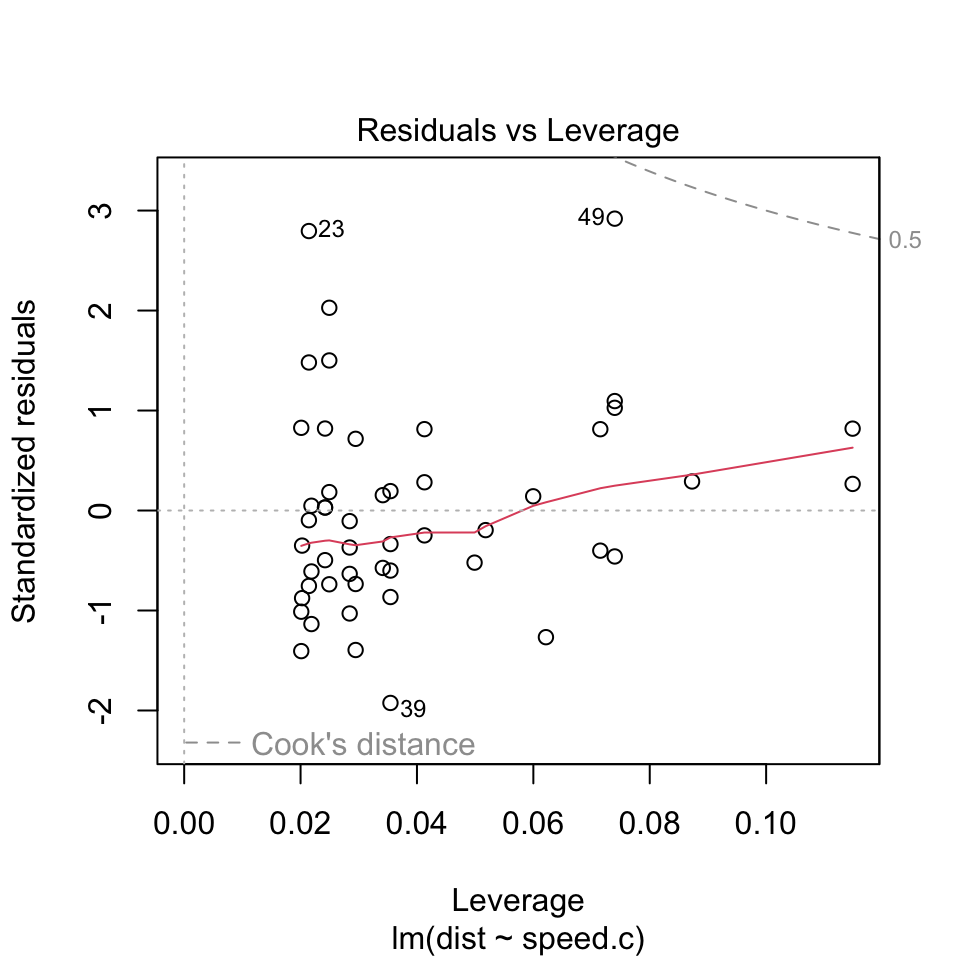 Residuals vs Leverage
Standardized residuals
3
2
1
0
-1
-2
23
49
0.5
39
Cook's distance
0.00 0.02 0.04 0.06 0.08 0.10
Leverage
lm(dist ~ speed.c)